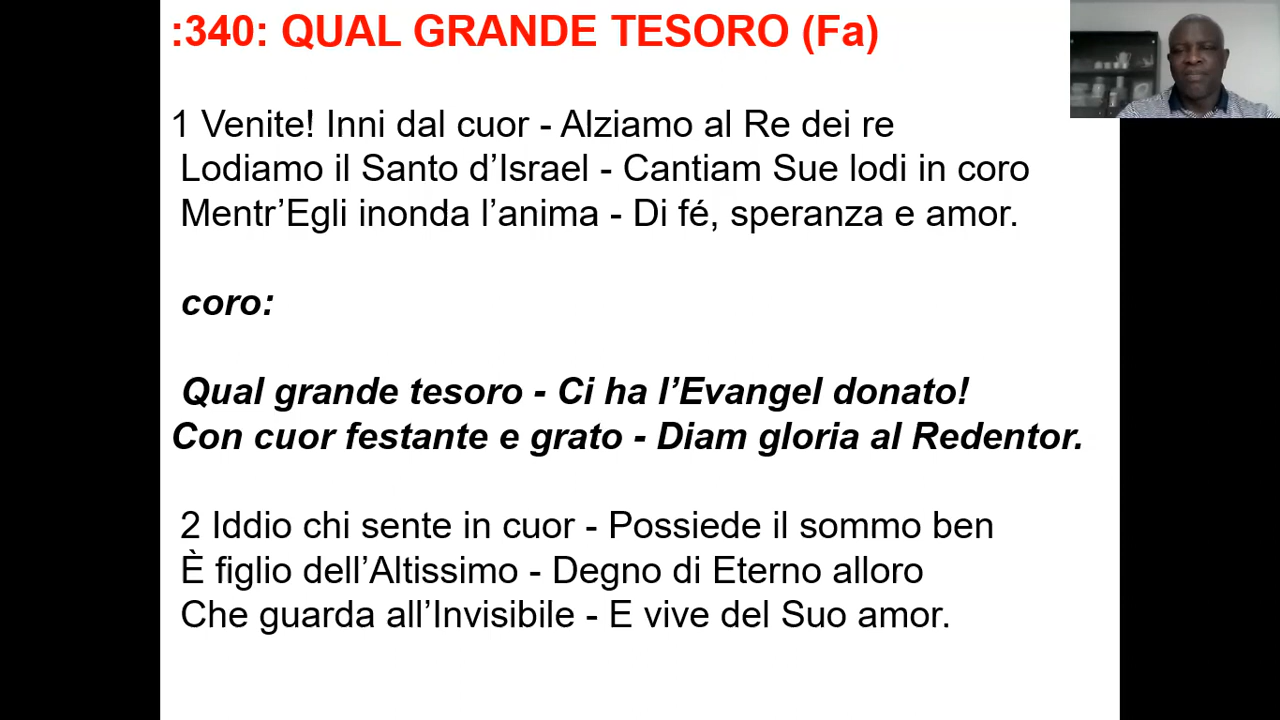 :340: QUAL GRANDE TESORO (Fa)
1 Venite! Inni dal cuor - Alziamo al Re dei re
Lodiamo il Santo d’Israel - Cantiam Sue lodi in coro
Mentr’Egli inonda l’anima - Di fé, speranza e amor.
coro:
Qual grande tesoro - Ci ha l’Evangel donato!
Con cuor festante e grato - Diam gloria al Redentor.
2 Iddio chi sente in cuor - Possiede il sommo ben
È figlio dell’Altissimo - Degno di Eterno alloro
Che guarda all’Invisibile - E vive del Suo amor.